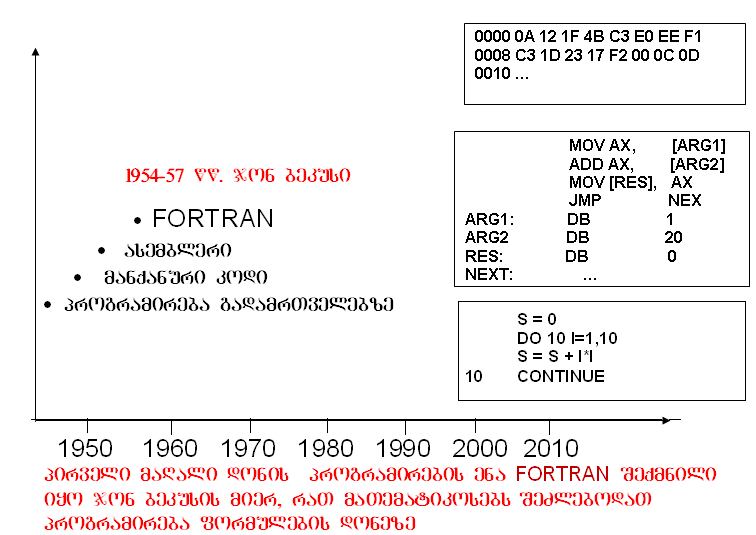 0000 0A 12 1F 4B C3 E0 EE F1
0008 C3 1D 23 17 F2 00 0C 0D
0010 ...
MOV AX, [ARG1]
ADD AX, [ARG2]
MOV [RES], AX
JMP NEX
ARG1: DB 1
ARG2 DB 20
RES: DB 0
NEXT: ...
S = 0
DO 10 I=1,10
S = S + I*I
10 CONTINUE
1954-57 წწ. ჯონ ბეკუსი
• FORTRAN
• ასემბლერი
• მანქანური კოდი
• პროგრამირება გადამრთველებზე
1950 1960 1970 1980 1990 2000 2010
პირველი მაღალი დონის პროგრამირების ენა FORTRAN შექმნილი
იყო ჯონ ბეკუსის მიერ, რათ მათემატიკოსებს შეძლებოდათ
პროგრამირება ფორმულების დონეზე